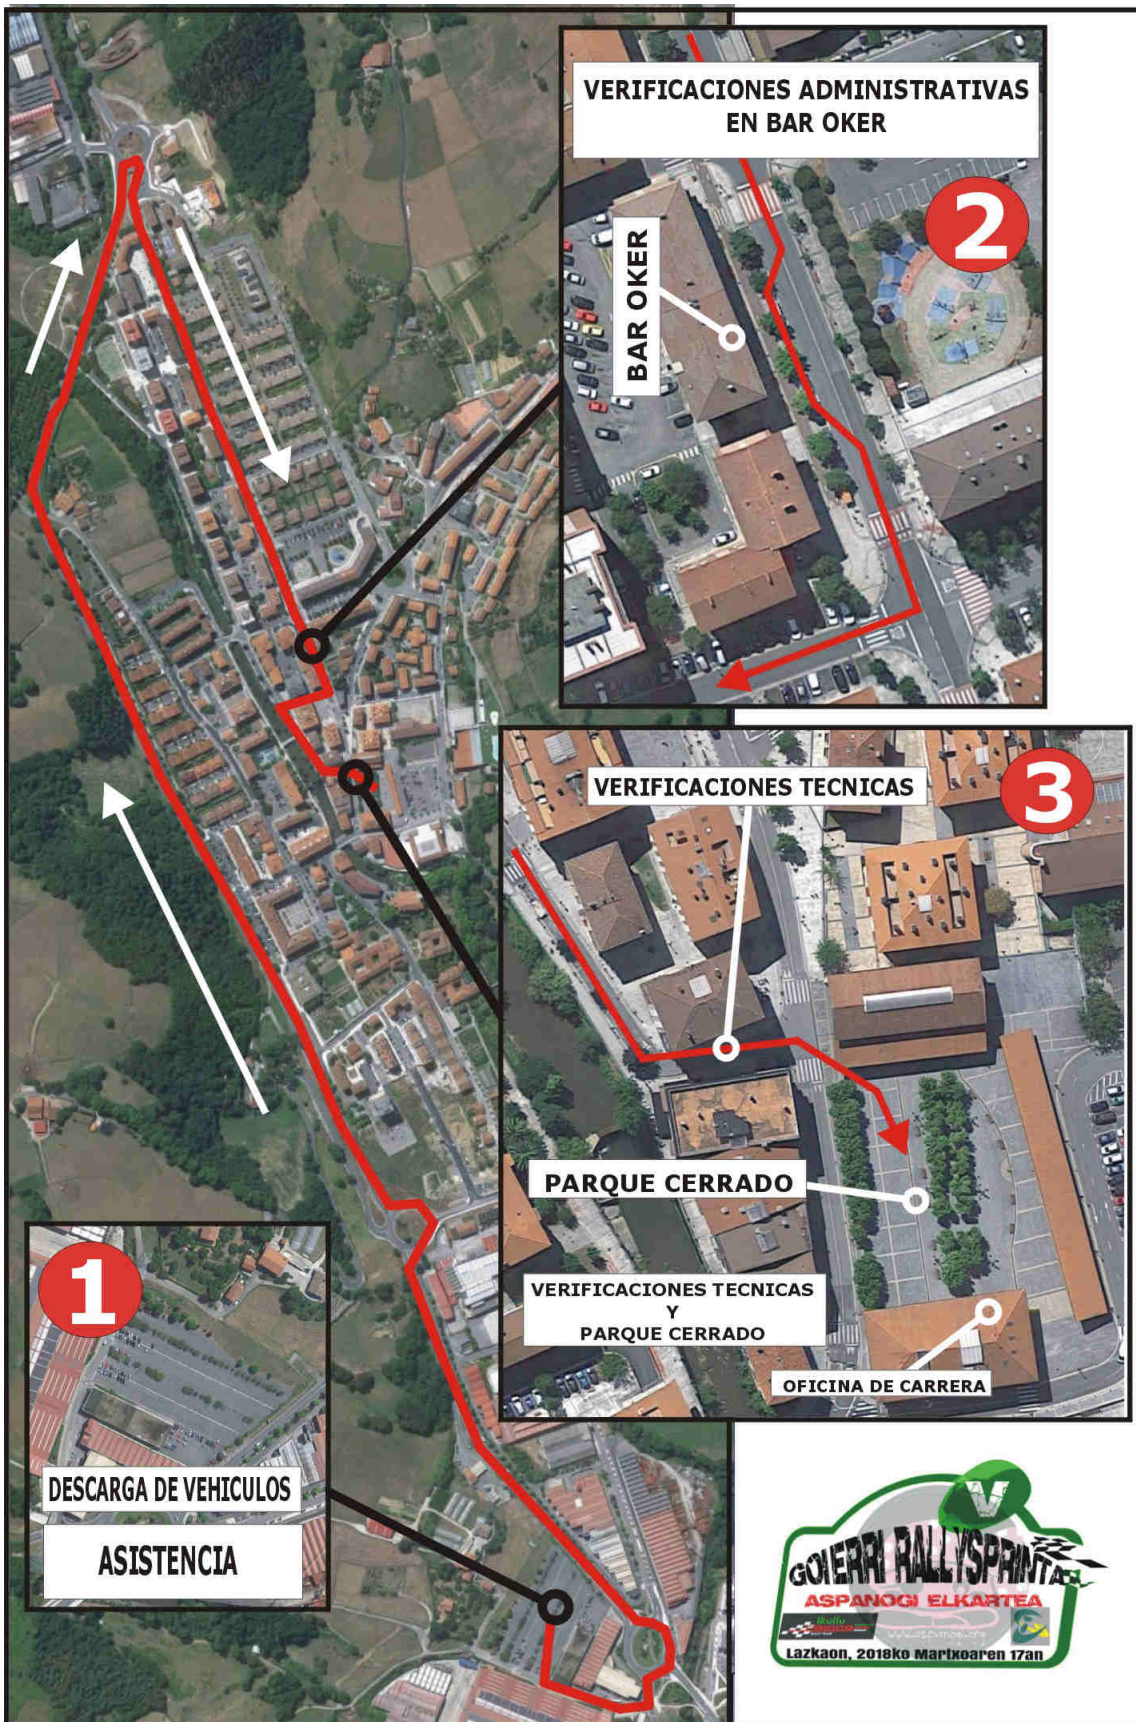 VERIFICACIONES ADMINISTRATIVAS
EN BAR OKER
2
BAR OKER
VERIFICACIONES TECNICAS
3
PARQUE CERRADO
VERIFICACIONES TECNICAS
Y
PARQUE CERRADO
OFICINA DE CARRERA
1
DESCARGA DE VEHICULOS
ASISTENCIA
V
GOIERRI RALLYSPRINTA
ASPANOGI ELKARTEA
Lazkaon, 2018ko Martxoaren 17an